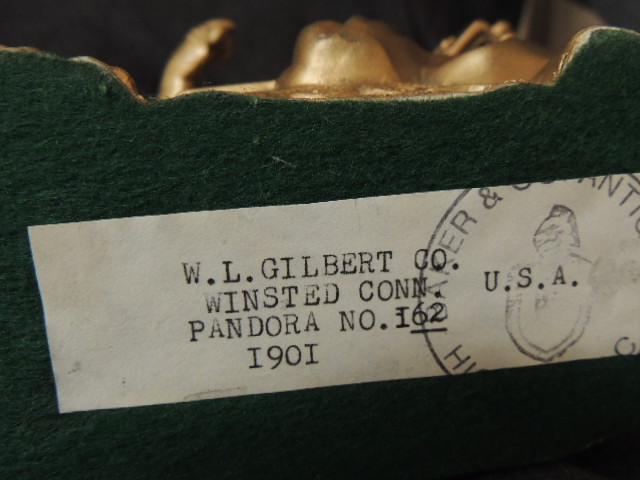 W.L.GILBERT CO.
WINSTED CONN.
PANDORA NO.162
1901
U.S.A.